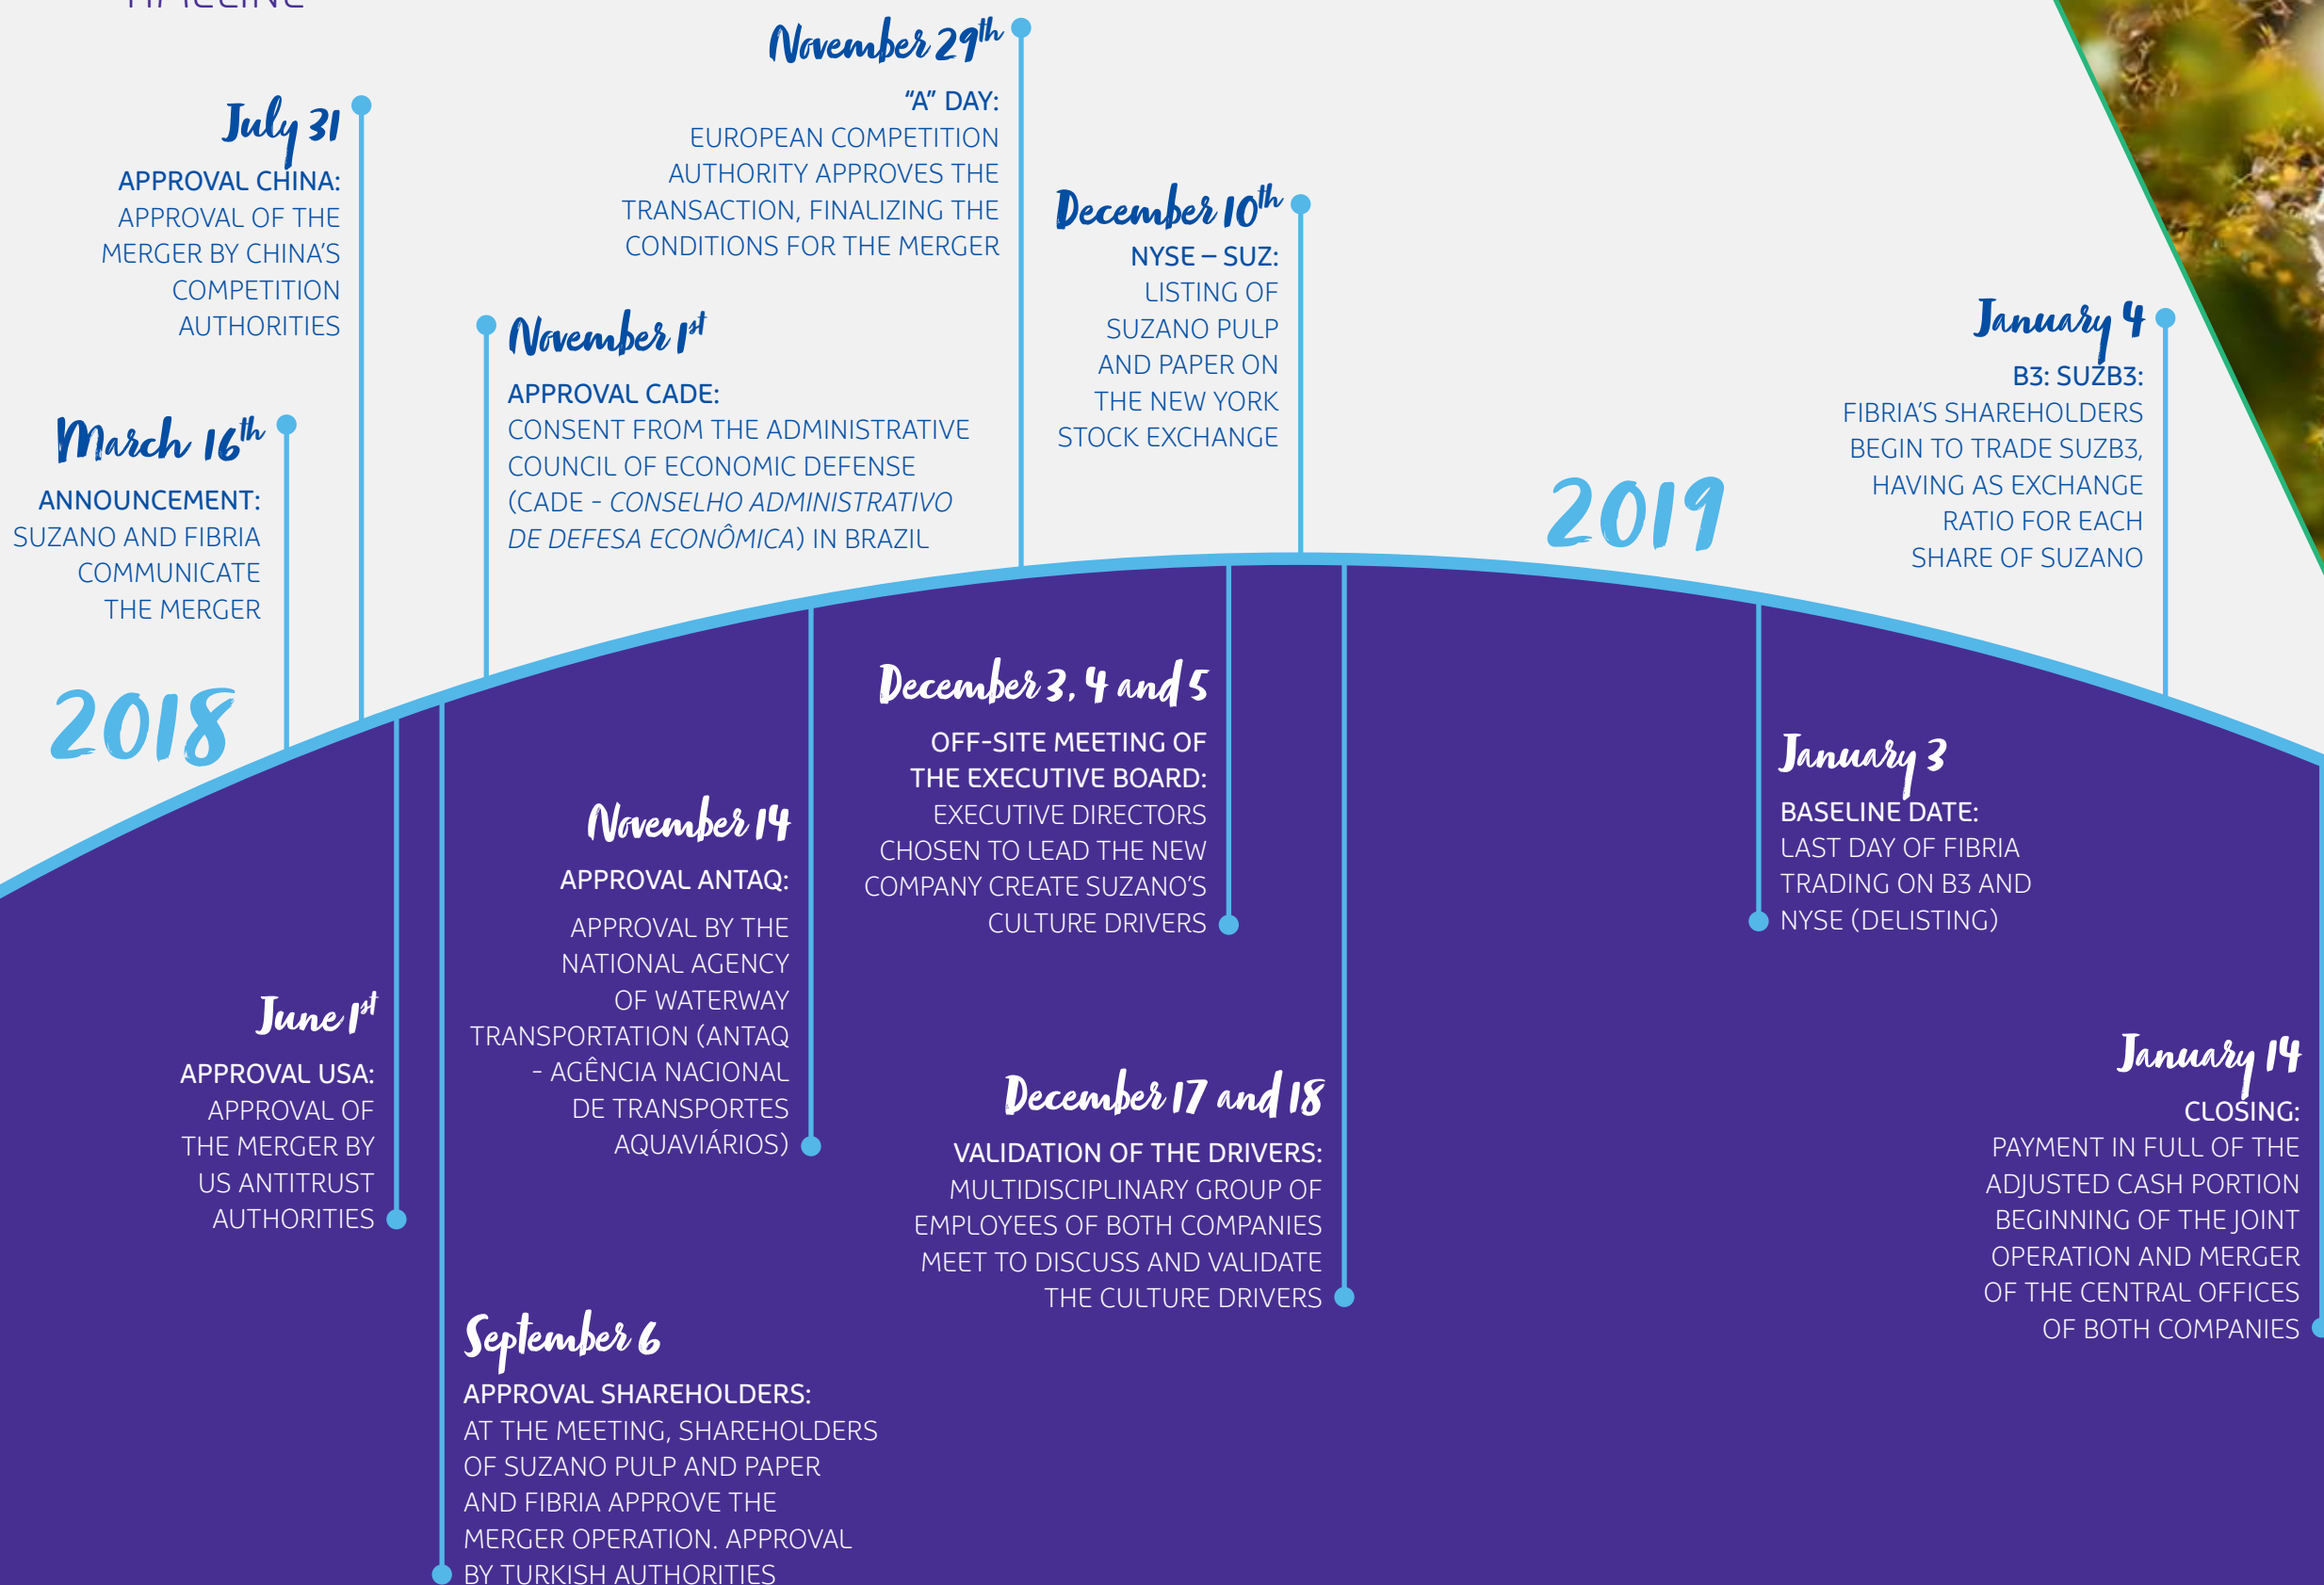 TIMELINE
2018
March 16th
ANNOUNCEMENT:
SUZANO AND FIBRIA
COMMUNICATE
THE MERGER
July 31
APPROVAL CHINA:
APPROVAL OF THE
MERGER BY CHINA’S
COMPETITION
AUTHORITIES
June 1st
APPROVAL USA:
APPROVAL OF
THE MERGER BY
US ANTITRUST
AUTHORITIES
September 6
APPROVAL SHAREHOLDERS:
AT THE MEETING, SHAREHOLDERS
OF SUZANO PULP AND PAPER
AND FIBRIA APPROVE THE
MERGER OPERATION. APPROVAL
BY TURKISH AUTHORITIES
November 1st
APPROVAL CADE:
CONSENT FROM THE ADMINISTRATIVE
COUNCIL OF ECONOMIC DEFENSE
(CADE - CONSELHO ADMINISTRATIVO
DE DEFESA ECONÔMICA) IN BRAZIL
November 14
APPROVAL ANTAQ:
APPROVAL BY THE
NATIONAL AGENCY
OF WATERWAY
TRANSPORTATION (ANTAQ
- AGÊNCIA NACIONAL
DE TRANSPORTES
AQUAVIÁRIOS)
November 29th
“A” DAY:
EUROPEAN COMPETITION
AUTHORITY APPROVES THE
TRANSACTION, FINALIZING THE
CONDITIONS FOR THE MERGER
December 3, 4 and 5
OFF-SITE MEETING OF
THE EXECUTIVE BOARD:
EXECUTIVE DIRECTORS
CHOSEN TO LEAD THE NEW
COMPANY CREATE SUZANO’S
CULTURE DRIVERS
December 10th
NYSE – SUZ:
LISTING OF
SUZANO PULP
AND PAPER ON
THE NEW YORK
STOCK EXCHANGE
December 17 and 18
VALIDATION OF THE DRIVERS:
MULTIDISCIPLINARY GROUP OF
EMPLOYEES OF BOTH COMPANIES
MEET TO DISCUSS AND VALIDATE
THE CULTURE DRIVERS
2019
January 3
BASELINE DATE:
LAST DAY OF FIBRIA
TRADING ON B3 AND
NYSE (DELISTING)
January 4
B3: SUZB3:
FIBRIA’S SHAREHOLDERS
BEGIN TO TRADE SUZB3,
HAVING AS EXCHANGE
RATIO FOR EACH
SHARE OF SUZANO
January 14
CLOSING:
PAYMENT IN FULL OF THE
ADJUSTED CASH PORTION
BEGINNING OF THE JOINT
OPERATION AND MERGER
OF THE CENTRAL OFFICES
OF BOTH COMPANIES